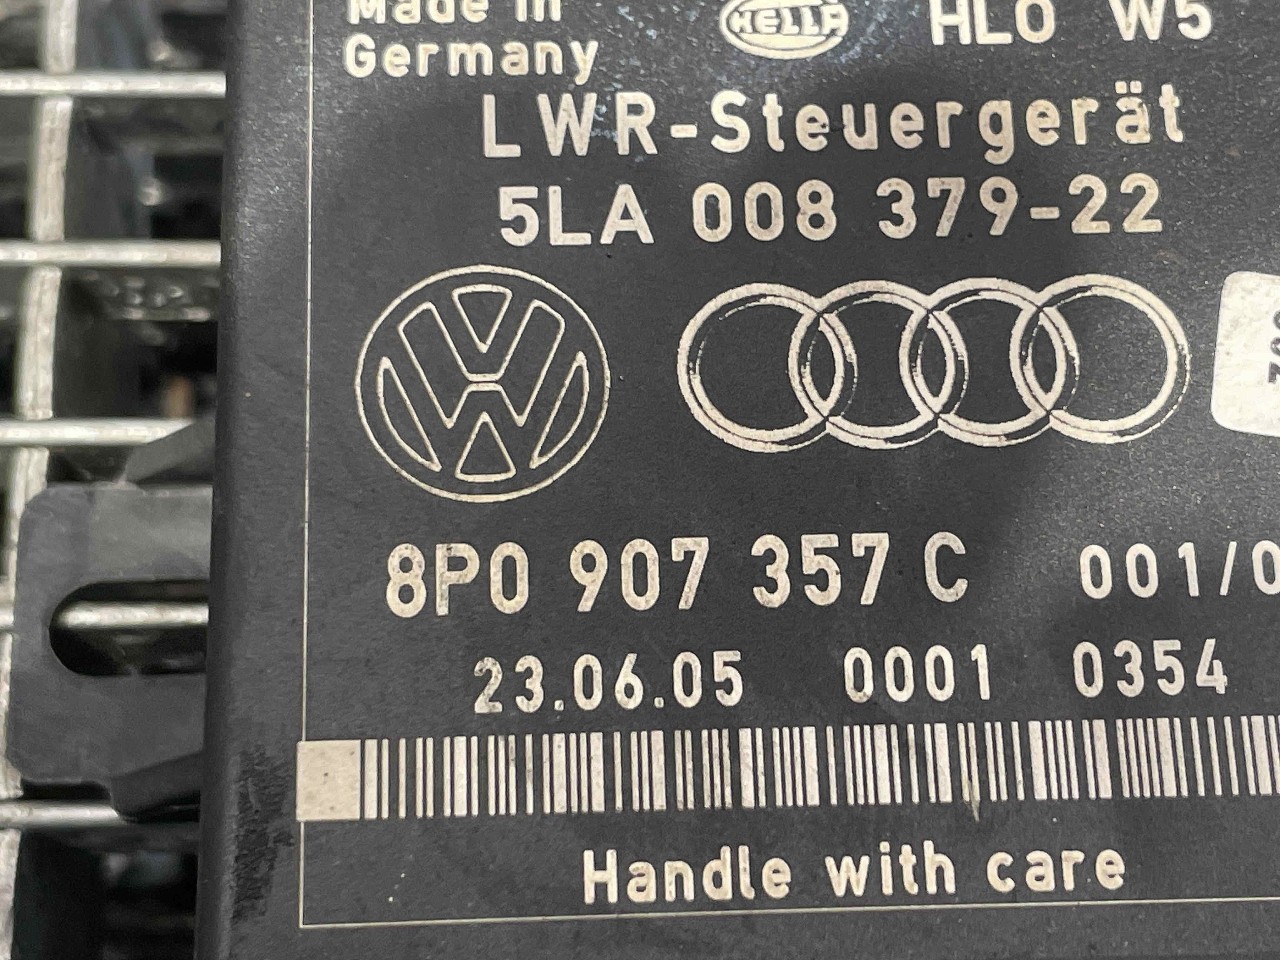 Made in
Germany
HELLA
HLO W5
LWR-Steuergerät
5LA 008 379-22
8P0 907 357 C 001/0
23.06.05 0001 0354
Handle with care